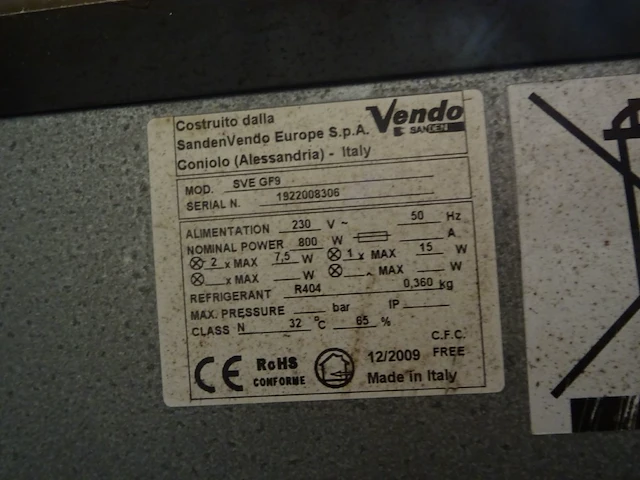 Costruito dalla
SandenVendo Europe S.p.A.
Coniolo (Alessandria) - Italy
Vendo
SANDEN
MOD. SVE GF9
SERIAL N. 1922008306
ALIMENTATION 230 V ~ 50 Hz
NOMINAL POWER 800 W A
2 x MAX 7,5 W 1 x MAX 15 W
x MAX W x MAX W
REFRIGERANT R404 0,360 kg
MAX. PRESSURE bar IP
CLASS N 32 °C 65 %
C.F.C.
FREE
CE RoHS
CONFORME
12/2009
Made in Italy